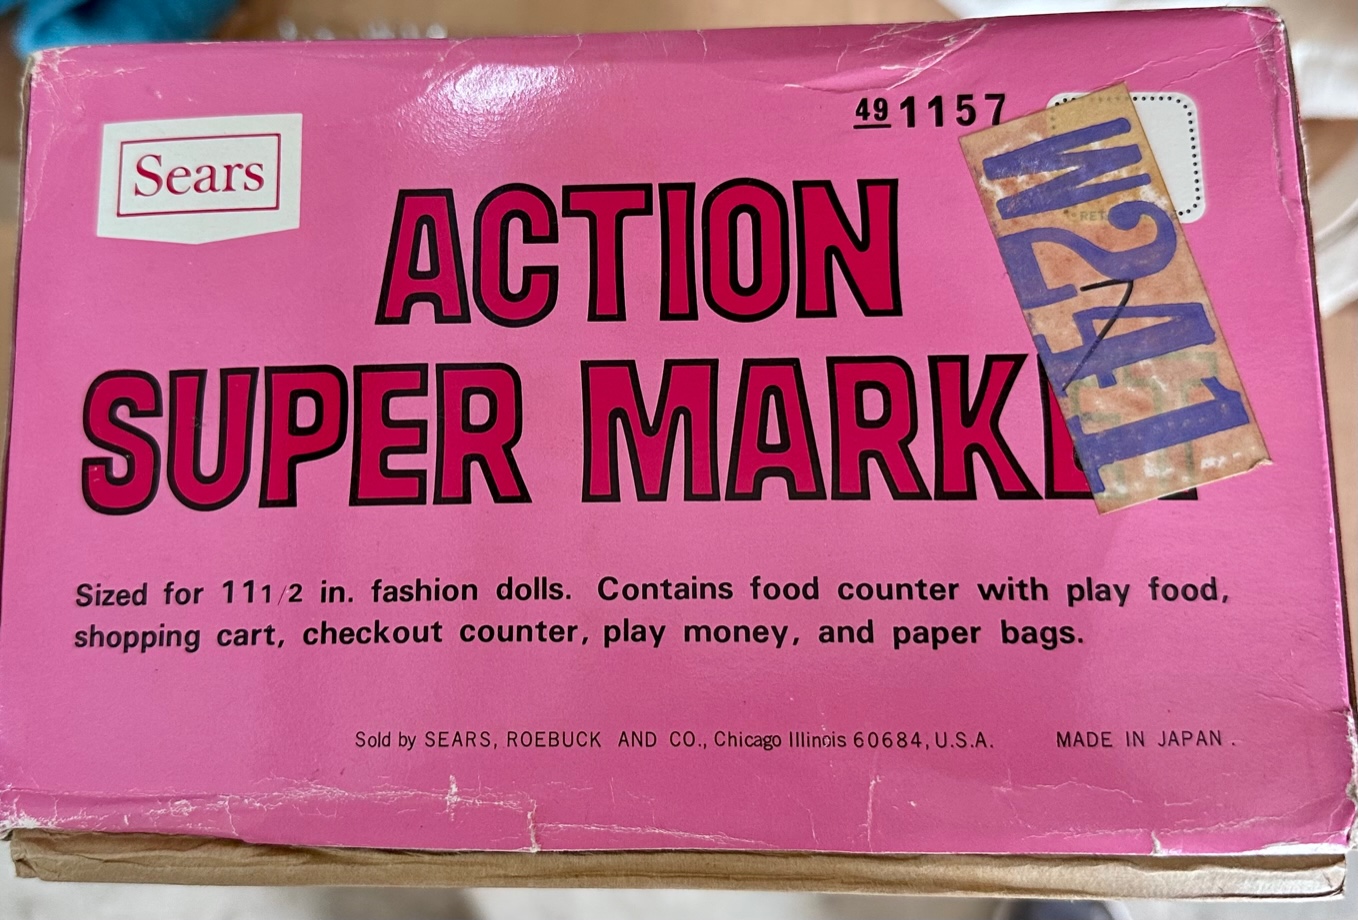 Sears
49 1157
W241
ACTION
SUPER MARKE
Sized for 11 1/2 in. fashion dolls. Contains food counter with play food,
shopping cart, checkout counter, play money, and paper bags.
Sold by SEARS, ROEBUCK AND CO., Chicago Illinois 60684, U.S.A. MADE IN JAPAN.